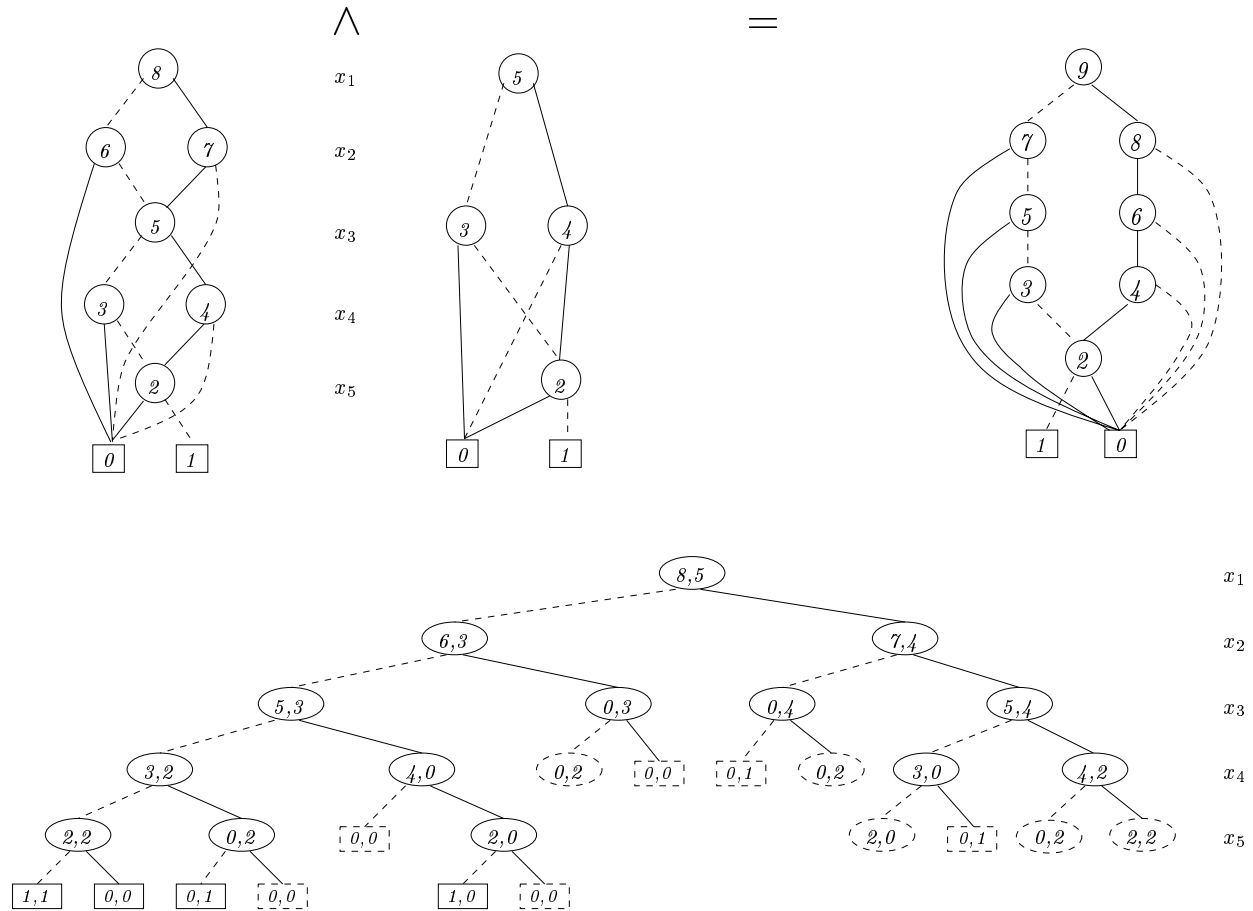 ∧ =
8 x1 5 9
6 7 x2 7 8
5 x3 3 4 5 6
3 4 x4 3 4
2 x5 2 2
0 1 0 1 1 0
8,5 x1
6,3 7,4 x2
5,3 0,3 0,4 5,4 x3
3,2 4,0 0,2 0,0 0,1 0,2 3,0 4,2 x4
2,2 0,2 0,0 2,0 2,0 0,1 0,2 2,2 x5
1,1 0,0 0,1 0,0 1,0 0,0